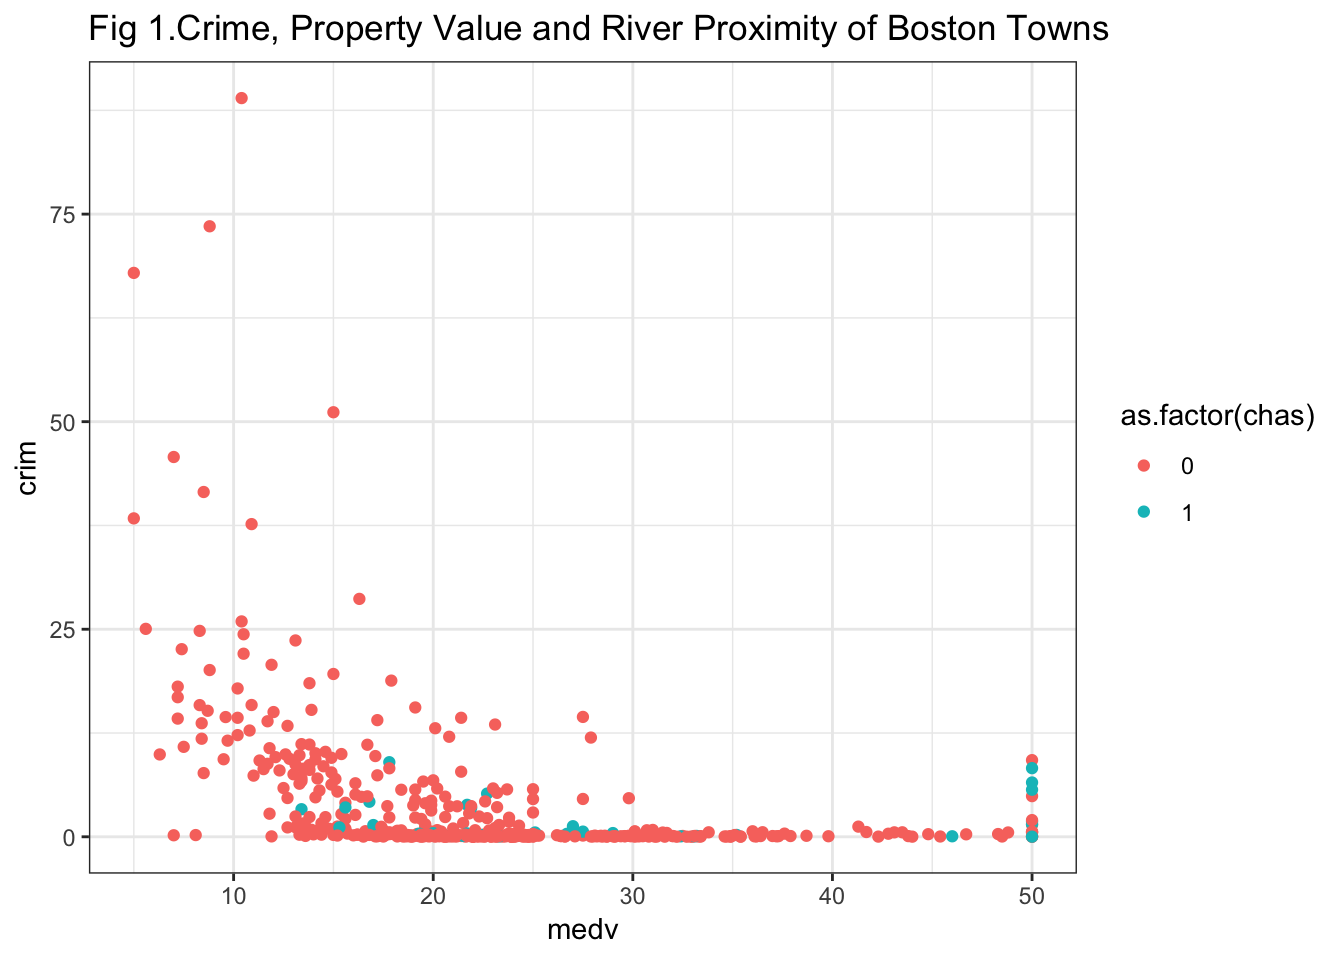 Fig 1.Crime, Property Value and River Proximity of Boston Towns
75
50
25
0
crim
10 20 30 40 50
medv
as.factor(chas)
0
1